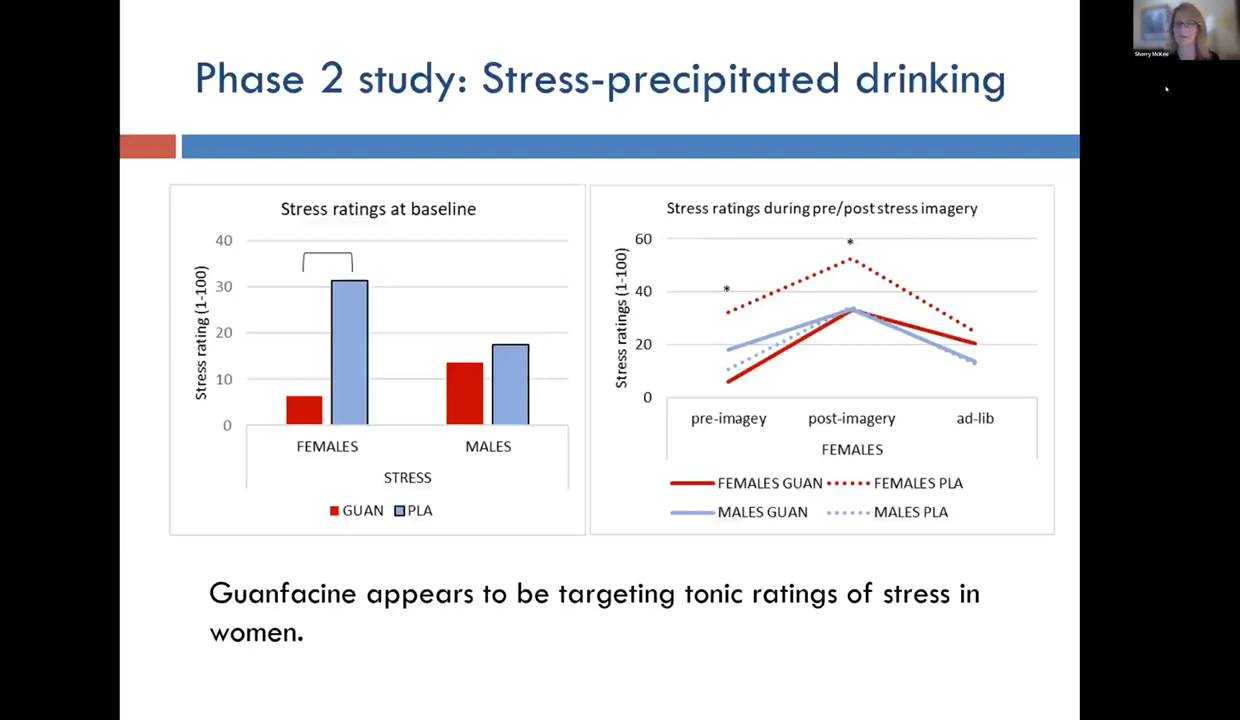 Sherry McKee
Phase 2 study: Stress-precipitated drinking
Stress ratings at baseline
Stress rating (1-100)
40
30
20
10
0
FEMALES MALES
STRESS
GUAN PLA
Stress ratings during pre/post stress imagery
Stress ratings (1-100)
60
40
20
0
* *
pre-imagey post-imagery ad-lib
FEMALES
FEMALES GUAN FEMALES PLA
MALES GUAN MALES PLA
Guanfacine appears to be targeting tonic ratings of stress in
women.